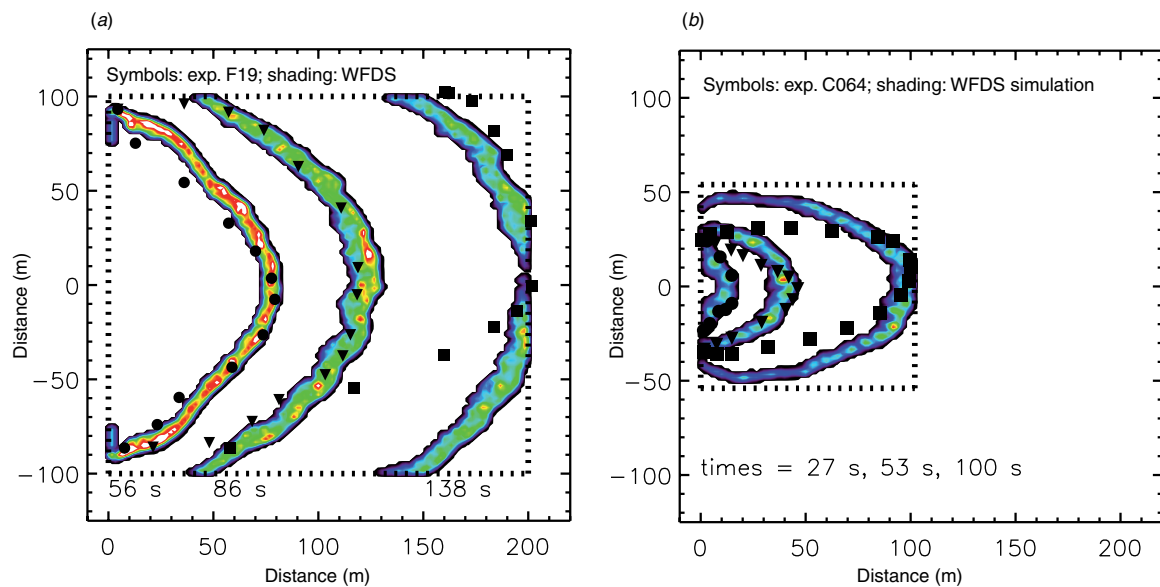 (a)
Symbols: exp. F19; shading: WFDS
100
50
0
−50
−100
Distance (m)
56 s 86 s 138 s
0 50 100 150 200
Distance (m)
(b)
Symbols: exp. C064; shading: WFDS simulation
100
50
0
−50
−100
Distance (m)
times = 27 s, 53 s, 100 s
0 50 100 150 200
Distance (m)